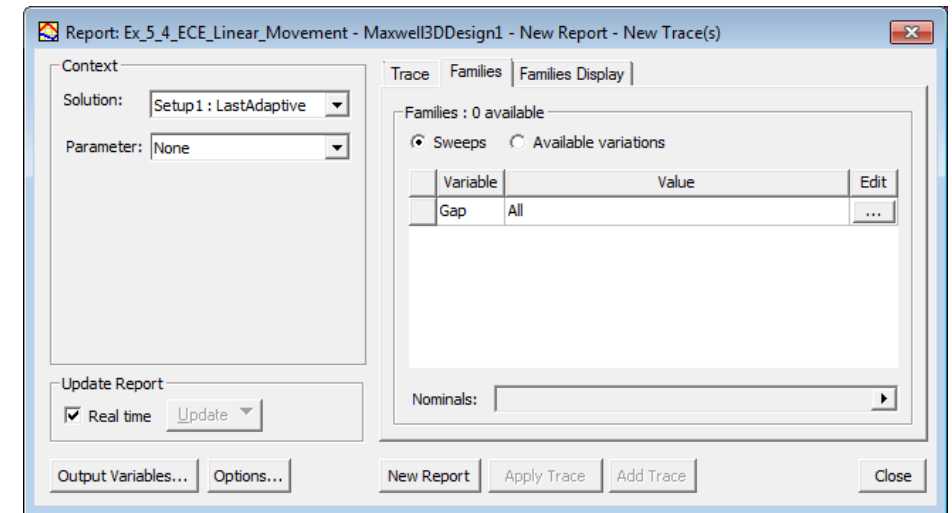 Report: Ex_5_4_ECE_Linear_Movement - Maxwell3DDesign1 - New Report - New Trace(s)
Context
Solution: Setup1 : LastAdaptive
Parameter: None
Update Report
Real time Update
Trace Families Families Display
Families : 0 available
Sweeps Available variations
Variable Value Edit
Gap All ...
Nominals:
Output Variables... Options... New Report Apply Trace Add Trace Close